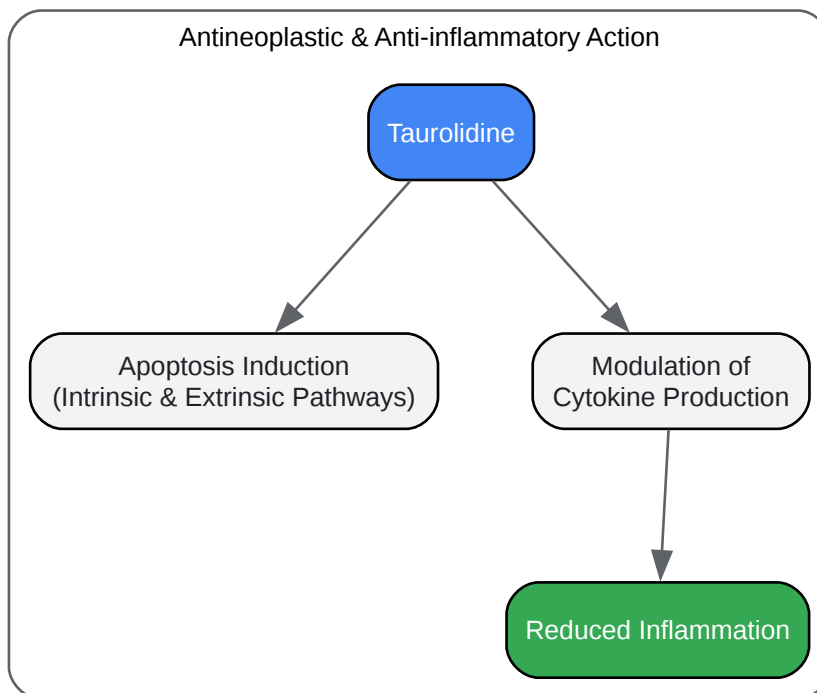 Antineoplastic & Anti-inflammatory Action
Taurolidine
Apoptosis Induction
(Intrinsic & Extrinsic Pathways)
Modulation of
Cytokine Production
Reduced Inflammation